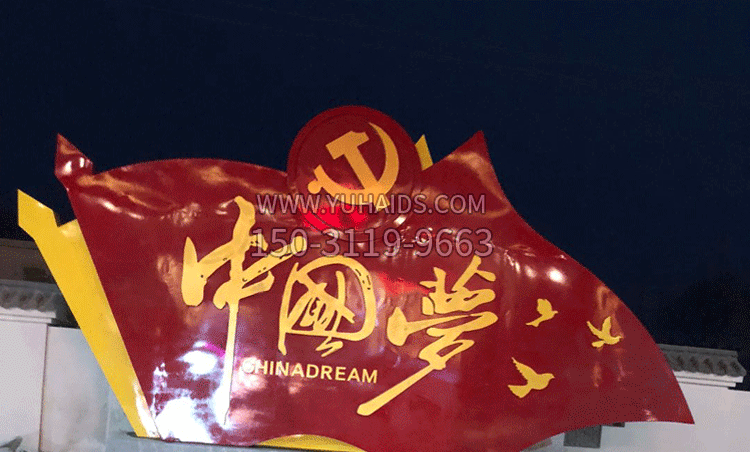 WWW.YUHAIDS.COM
150-3119-9663
中國夢
CHINADREAM